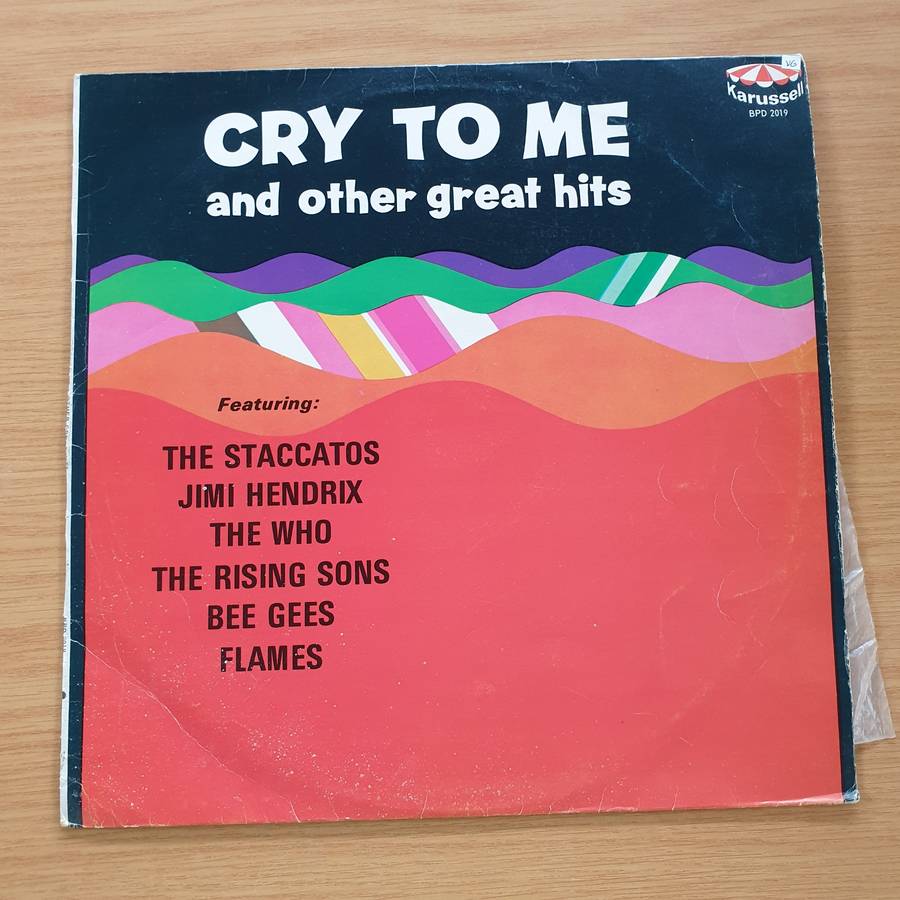 VG
Karussell
BPD 2019
CRY TO ME
and other great hits
Featuring:
THE STACCATOS
JIMI HENDRIX
THE WHO
THE RISING SONS
BEE GEES
FLAMES